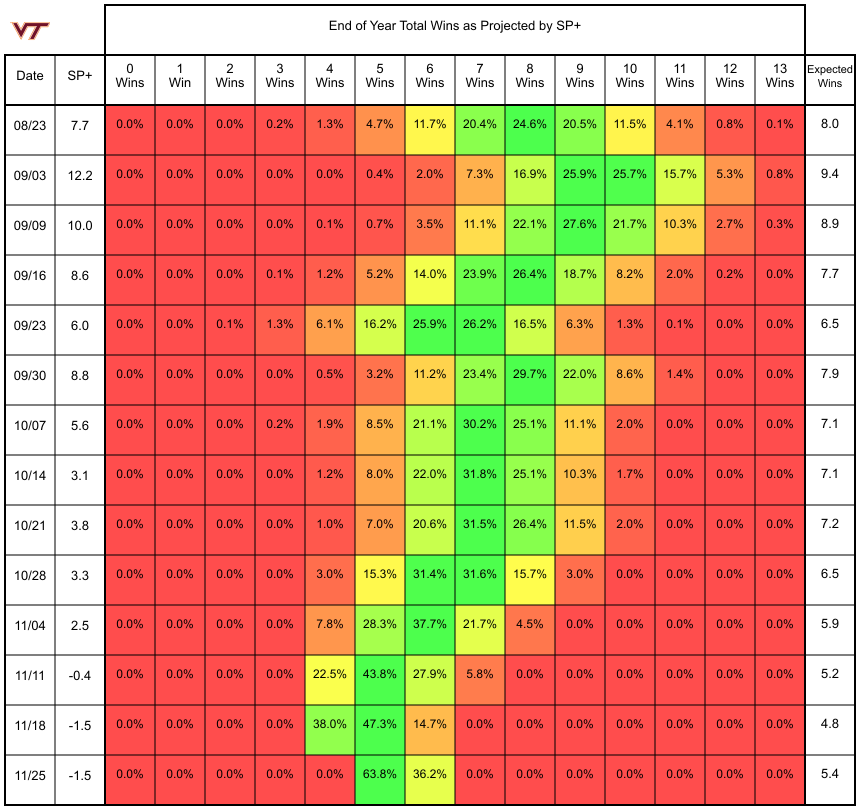 VT
End of Year Total Wins as Projected by SP+
Date SP+ 0 Wins 1 Win 2 Wins 3 Wins 4 Wins 5 Wins 6 Wins 7 Wins 8 Wins 9 Wins 10 Wins 11 Wins 12 Wins 13 Wins Expected Wins
08/23 7.7 0.0% 0.0% 0.0% 0.2% 1.3% 4.7% 11.7% 20.4% 24.6% 20.5% 11.5% 4.1% 0.8% 0.1% 8.0
09/03 12.2 0.0% 0.0% 0.0% 0.0% 0.0% 0.4% 2.0% 7.3% 16.9% 25.9% 25.7% 15.7% 5.3% 0.8% 9.4
09/09 10.0 0.0% 0.0% 0.0% 0.0% 0.1% 0.7% 3.5% 11.1% 22.1% 27.6% 21.7% 10.3% 2.7% 0.3% 8.9
09/16 8.6 0.0% 0.0% 0.0% 0.1% 1.2% 5.2% 14.0% 23.9% 26.4% 18.7% 8.2% 2.0% 0.2% 0.0% 7.7
09/23 6.0 0.0% 0.0% 0.1% 1.3% 6.1% 16.2% 25.9% 26.2% 16.5% 6.3% 1.3% 0.1% 0.0% 0.0% 6.5
09/30 8.8 0.0% 0.0% 0.0% 0.0% 0.5% 3.2% 11.2% 23.4% 29.7% 22.0% 8.6% 1.4% 0.0% 0.0% 7.9
10/07 5.6 0.0% 0.0% 0.0% 0.2% 1.9% 8.5% 21.1% 30.2% 25.1% 11.1% 2.0% 0.0% 0.0% 0.0% 7.1
10/14 3.1 0.0% 0.0% 0.0% 0.0% 1.2% 8.0% 22.0% 31.8% 25.1% 10.3% 1.7% 0.0% 0.0% 0.0% 7.1
10/21 3.8 0.0% 0.0% 0.0% 0.0% 1.0% 7.0% 20.6% 31.5% 26.4% 11.5% 2.0% 0.0% 0.0% 0.0% 7.2
10/28 3.3 0.0% 0.0% 0.0% 0.0% 3.0% 15.3% 31.4% 31.6% 15.7% 3.0% 0.0% 0.0% 0.0% 0.0% 6.5
11/04 2.5 0.0% 0.0% 0.0% 0.0% 7.8% 28.3% 37.7% 21.7% 4.5% 0.0% 0.0% 0.0% 0.0% 0.0% 5.9
11/11 -0.4 0.0% 0.0% 0.0% 0.0% 22.5% 43.8% 27.9% 5.8% 0.0% 0.0% 0.0% 0.0% 0.0% 0.0% 5.2
11/18 -1.5 0.0% 0.0% 0.0% 0.0% 38.0% 47.3% 14.7% 0.0% 0.0% 0.0% 0.0% 0.0% 0.0% 0.0% 4.8
11/25 -1.5 0.0% 0.0% 0.0% 0.0% 0.0% 63.8% 36.2% 0.0% 0.0% 0.0% 0.0% 0.0% 0.0% 0.0% 5.4